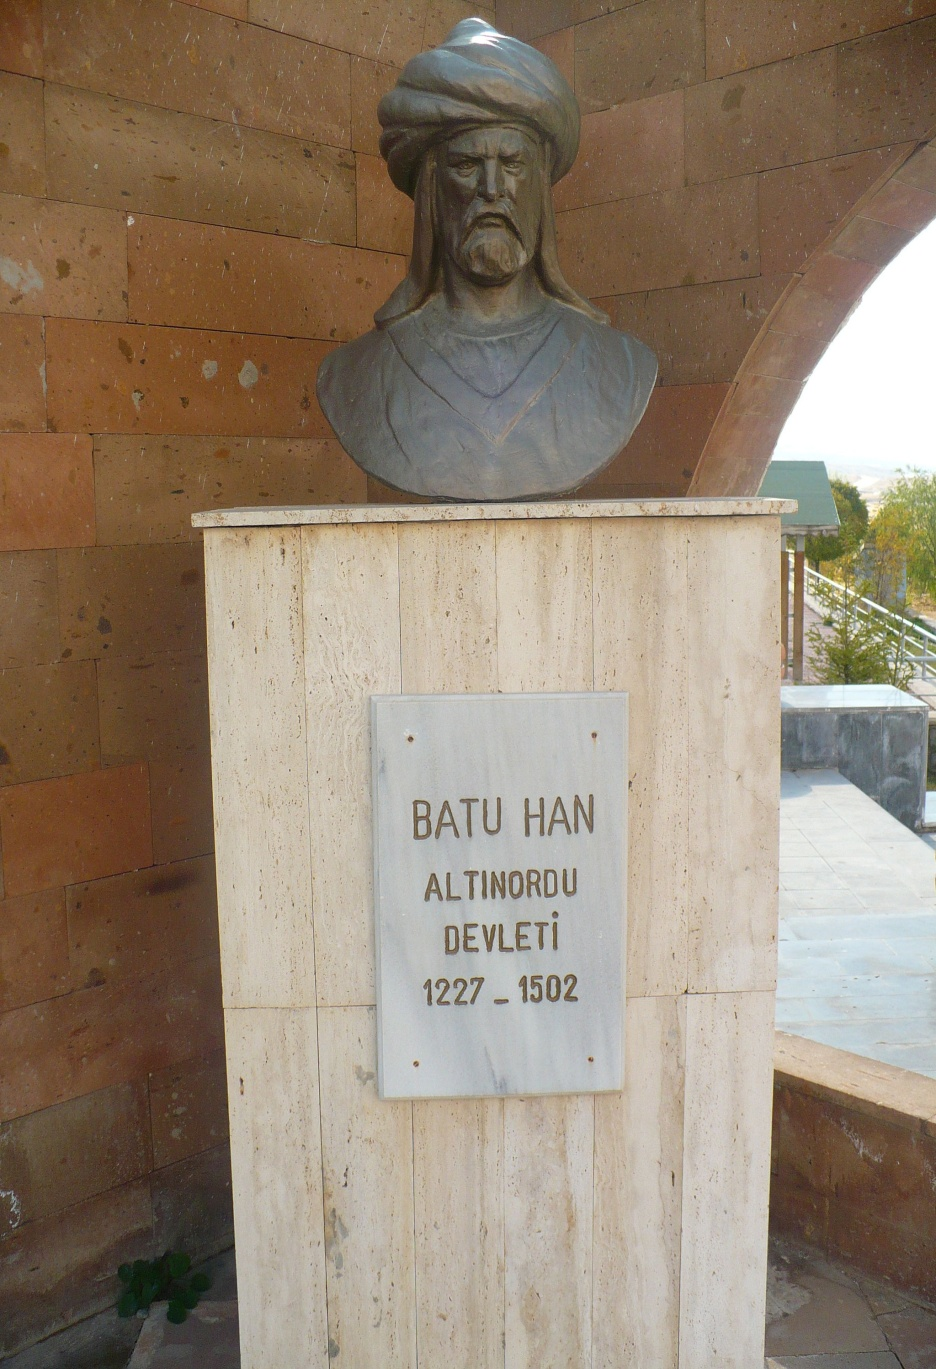 BATU HAN
ALTINORDU
DEVLETİ
1227 - 1502